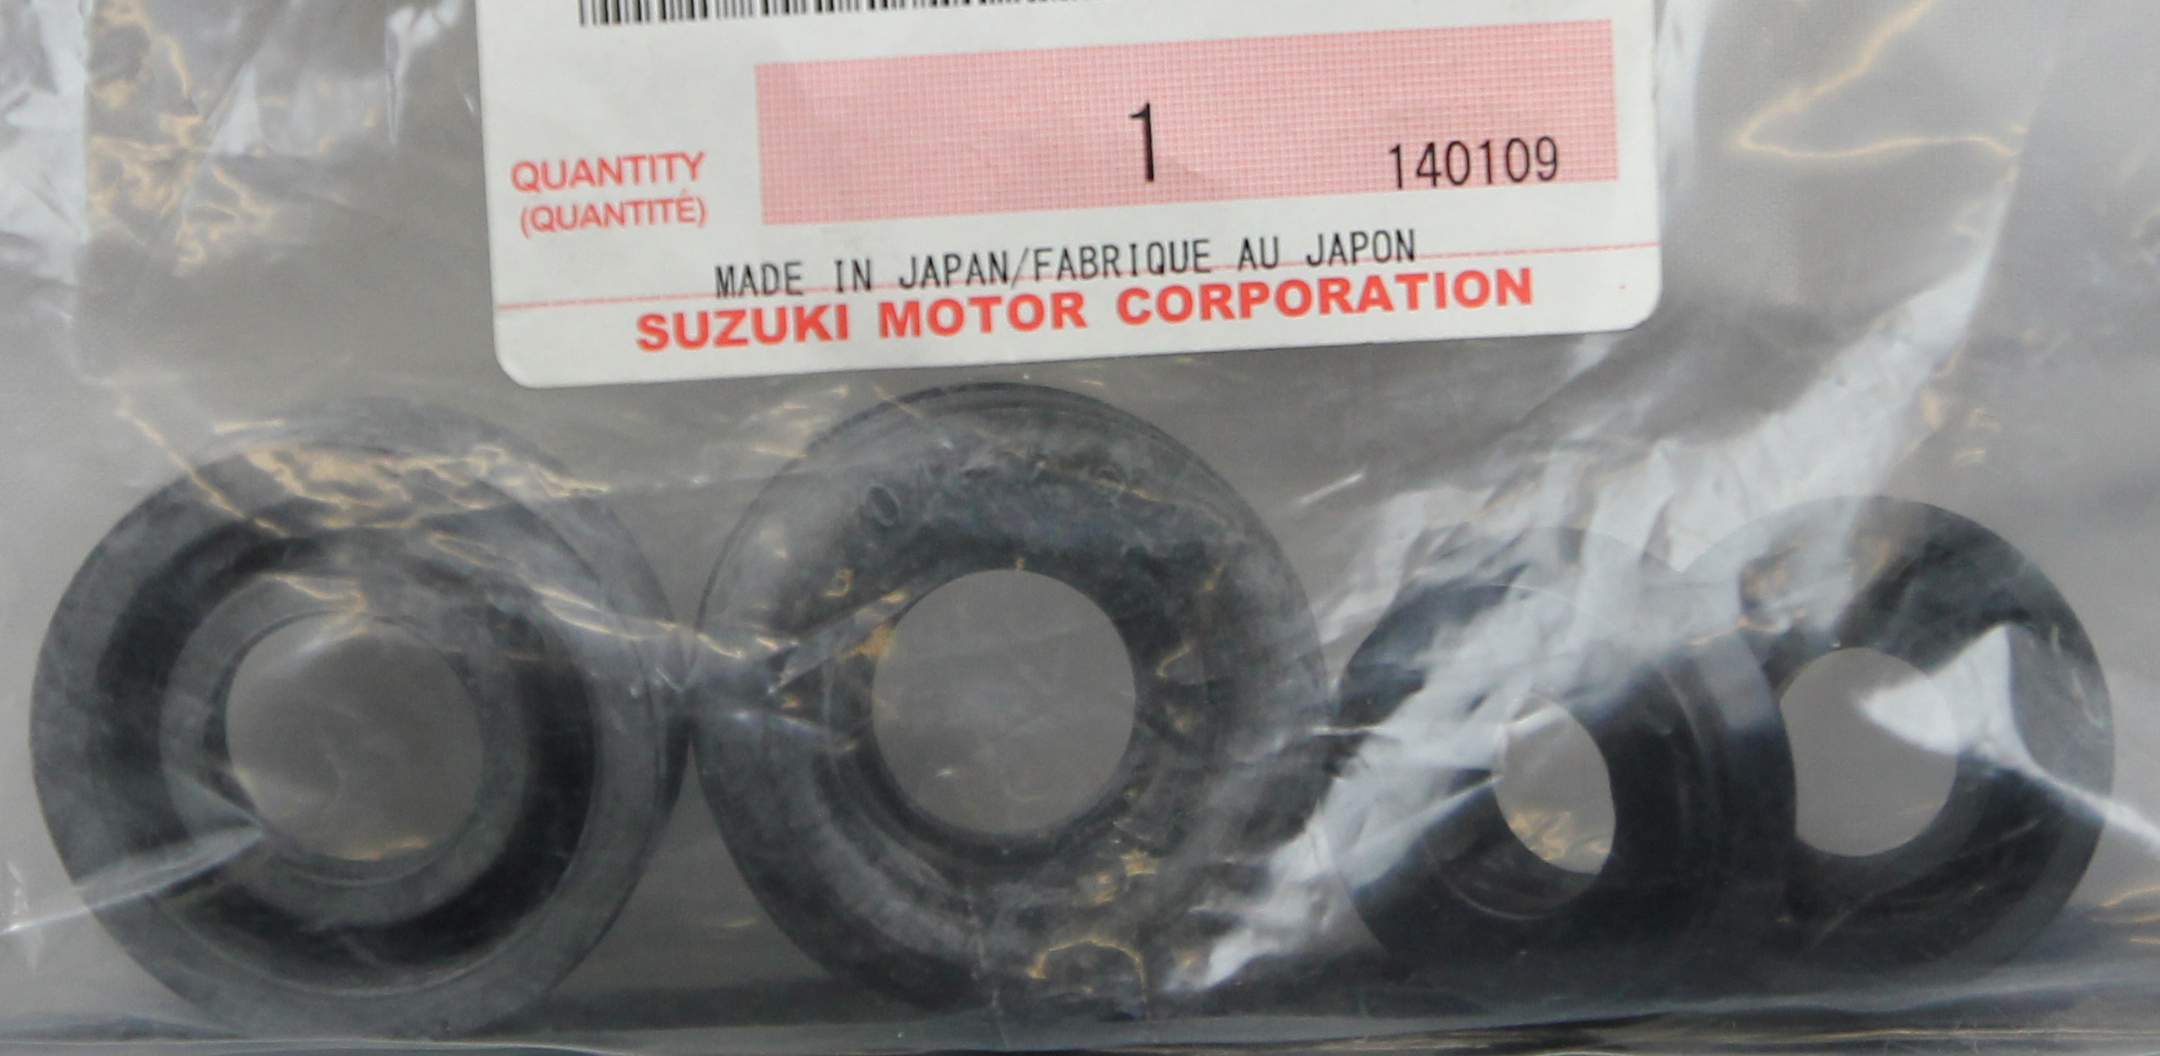 1
140109
QUANTITY
(QUANTITÉ)
MADE IN JAPAN/FABRIQUE AU JAPON
SUZUKI MOTOR CORPORATION